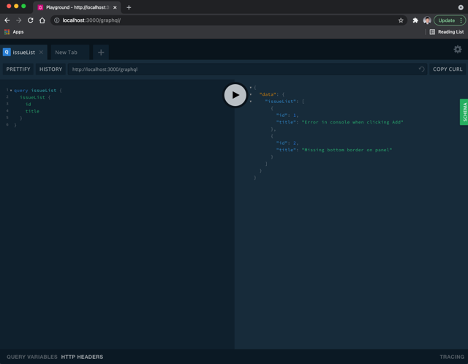 Playground - http://localhost:3
localhost:3000/graphql/
Update
Apps
Reading List
Q issueList
New Tab
PRETTIFY
HISTORY
http://localhost:3000/graphql
COPY CURL
1 query issueList {
2 issueList {
3 id
4 title
5 }
6 }
{
"data": {
"issueList": [
{
"id": 1,
"title": "Error in console when clicking Add"
},
{
"id": 2,
"title": "Missing bottom border on panel"
}
]
}
}
SCHEMA
QUERY VARIABLES
HTTP HEADERS
TRACING